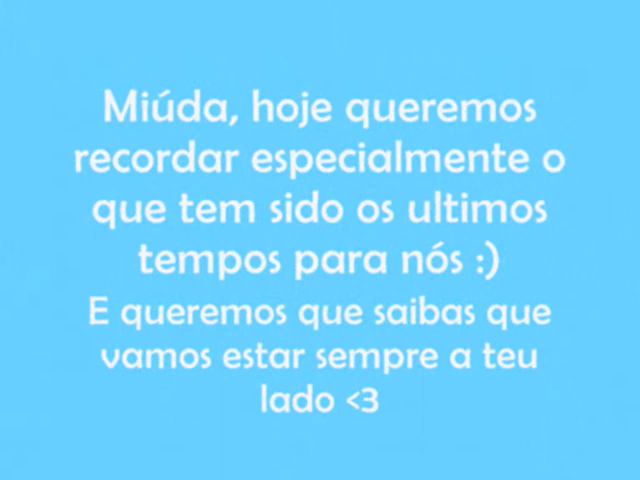 Miúda, hoje queremos
recordar especialmente o
que tem sido os ultimos
tempos para nós :)
E queremos que saibas que
vamos estar sempre a teu
lado <3